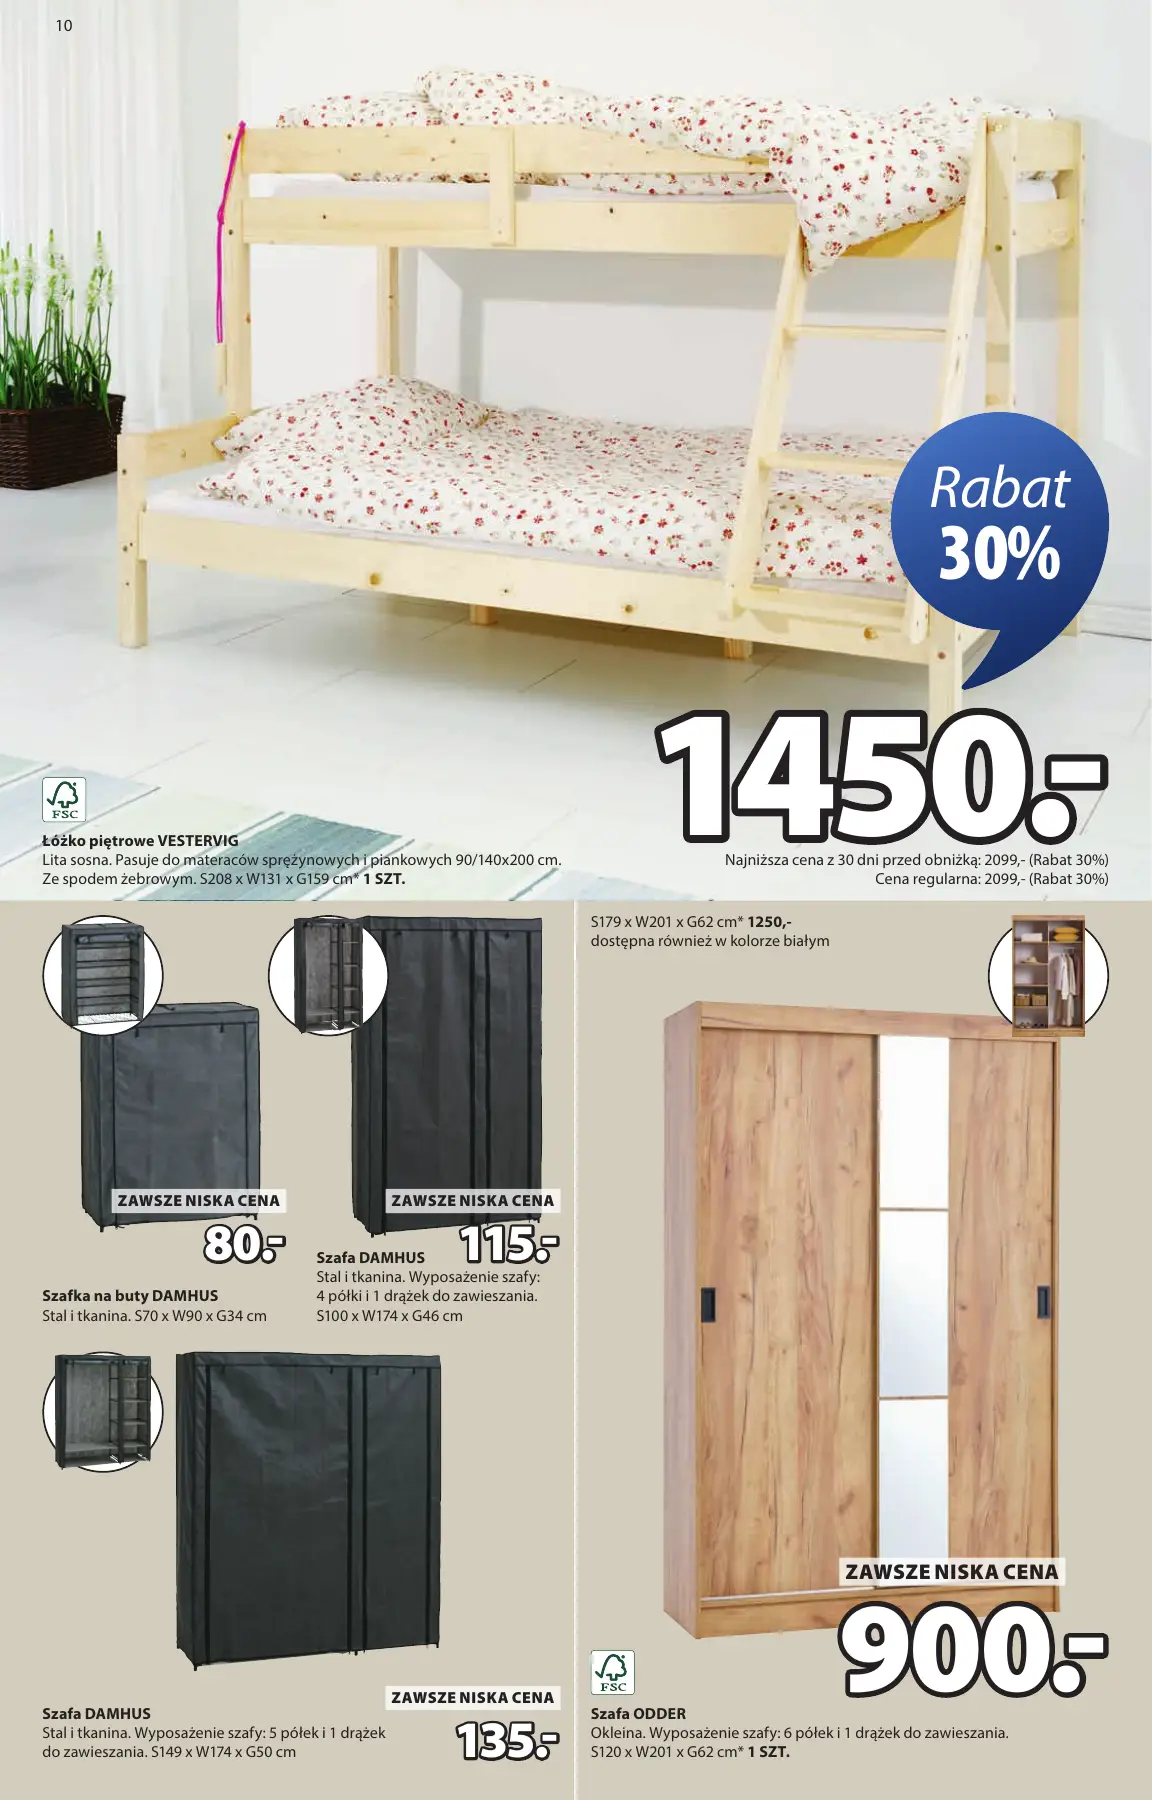 10
Rabat
30%
1450.-
FSC
Łóżko piętrowe VESTERVIG
Lita sosna. Pasuje do materaców sprężynowych i piankowych 90/140x200 cm.
Ze spodem żebrowym. S208 x W131 x G159 cm* 1 SZT.
Najniższa cena z 30 dni przed obniżką: 2099,- (Rabat 30%)
Cena regularna: 2099,- (Rabat 30%)
ZAWSZE NISKA CENA
80.-
Szafka na buty DAMHUS
Stal i tkanina. S70 x W90 x G34 cm
ZAWSZE NISKA CENA
115.-
Szafa DAMHUS
Stal i tkanina. Wyposażenie szafy:
4 półki i 1 drążek do zawieszania.
S100 x W174 x G46 cm
ZAWSZE NISKA CENA
135.-
Szafa DAMHUS
Stal i tkanina. Wyposażenie szafy: 5 półek i 1 drążek
do zawieszania. S149 x W174 x G50 cm
S179 x W201 x G62 cm* 1250,-
dostępna również w kolorze białym
ZAWSZE NISKA CENA
900.-
FSC
Szafa ODDER
Okleina. Wyposażenie szafy: 6 półek i 1 drążek do zawieszania.
S120 x W201 x G62 cm* 1 SZT.